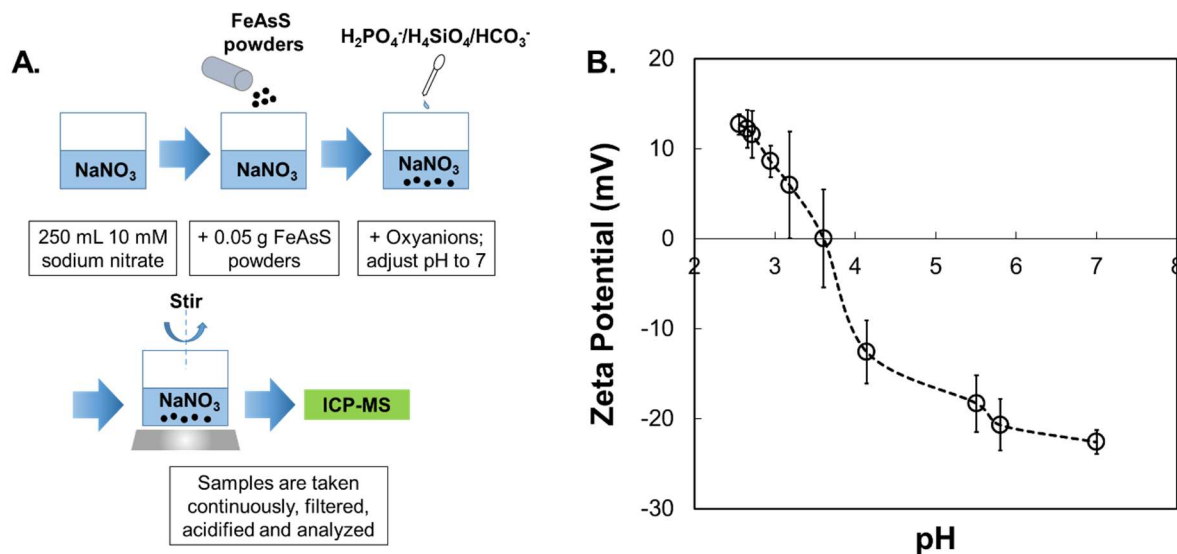 A.
FeAsS
powders
H₂PO₄⁻/H₄SiO₄/HCO₃⁻
NaNO₃
NaNO₃
NaNO₃
250 mL 10 mM
sodium nitrate
+ 0.05 g FeAsS
powders
+ Oxyanions;
adjust pH to 7
Stir
NaNO₃
ICP-MS
Samples are taken
continuously, filtered,
acidified and analyzed
B.
Zeta Potential (mV)
20
10
0
-10
-20
-30
2 3 4 5 6 7 8
pH